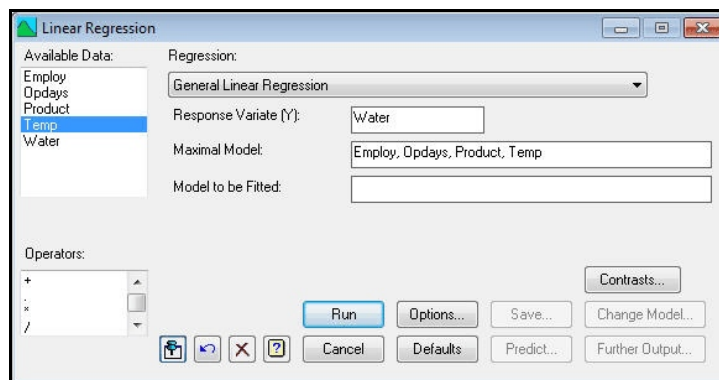 Linear Regression
Available Data:
Employ
Opdays
Product
Temp
Water
Regression:
General Linear Regression
Response Variate (Y):
Water
Maximal Model:
Employ, Opdays, Product, Temp
Model to be Fitted:
Operators:
+
.
*
/
Contrasts...
Run
Options...
Save...
Change Model...
Cancel
Defaults
Predict...
Further Output...